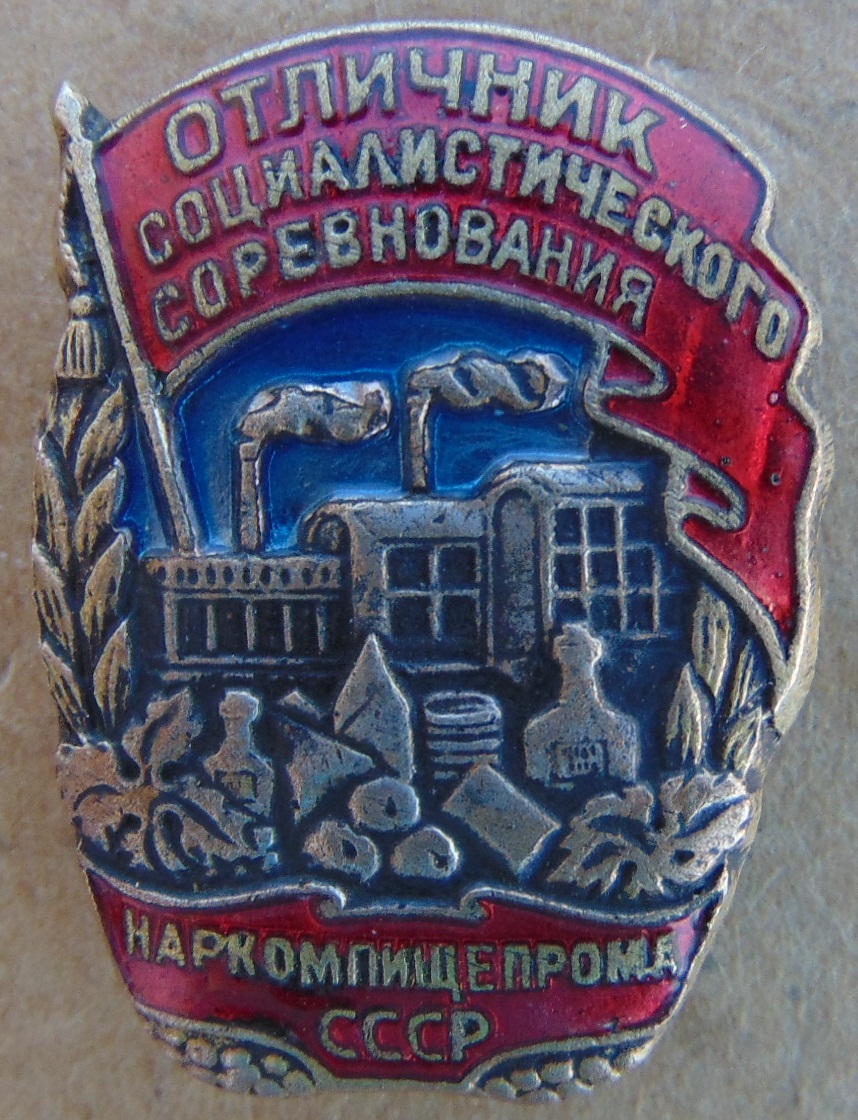 ОТЛИЧНИК
СОЦИАЛИСТИЧЕСКОГО
СОРЕВНОВАНИЯ
НАРКОМПИЩЕПРОМА
СССР